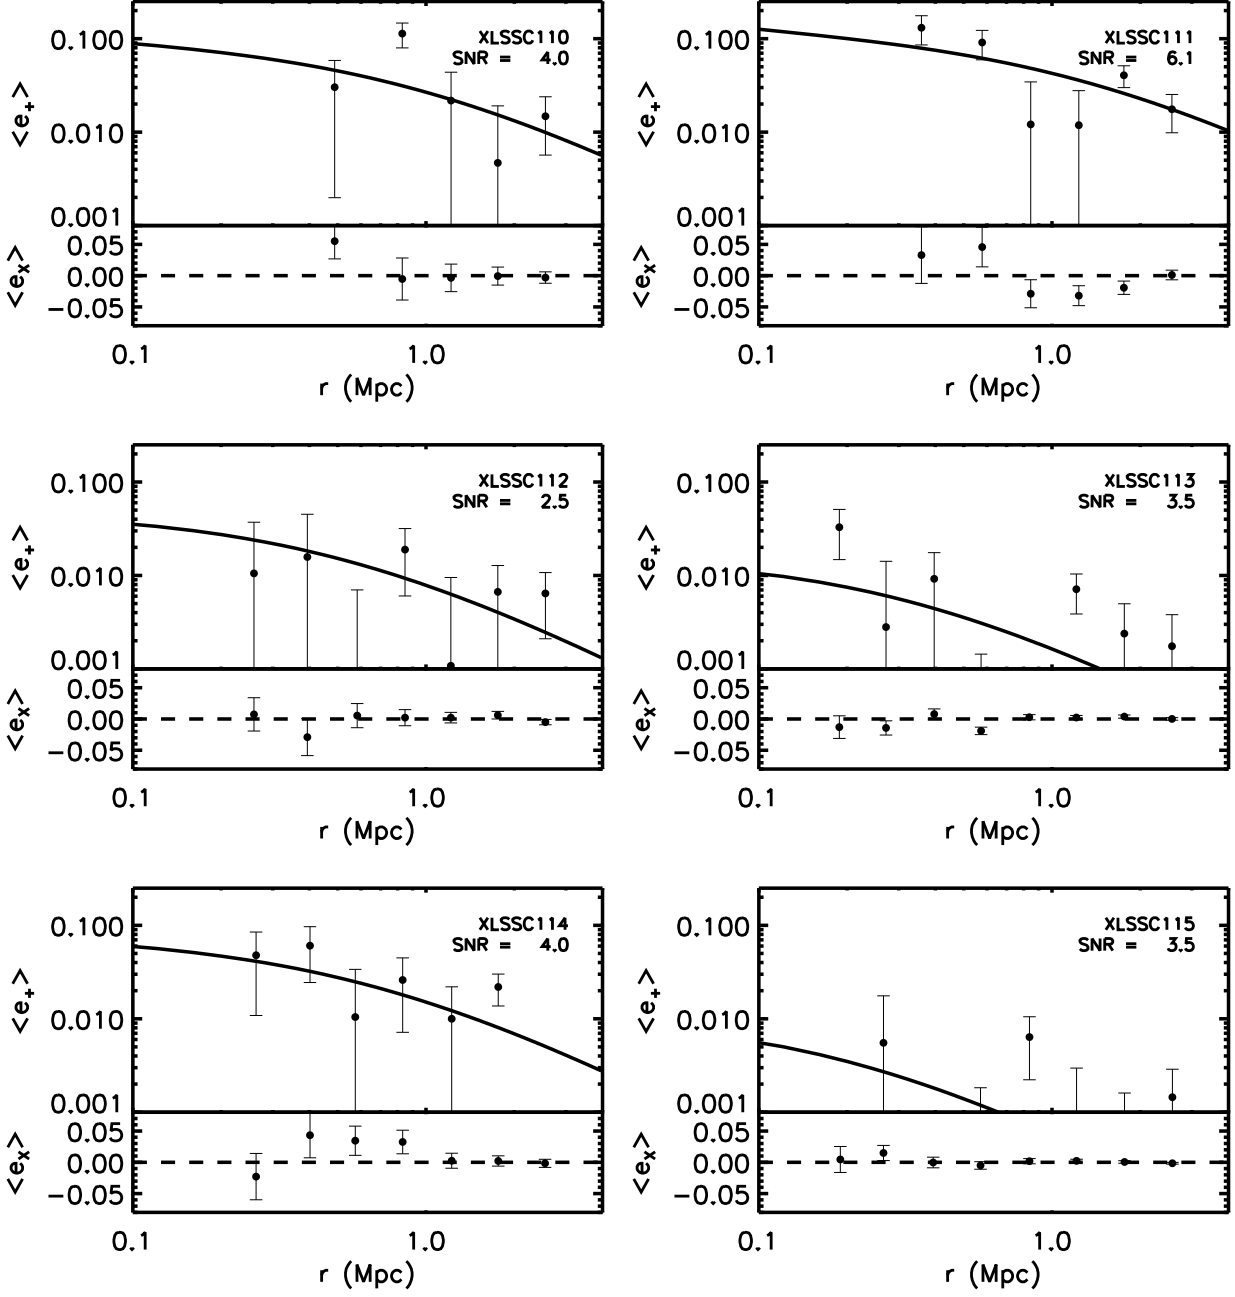 XLSSC110
SNR = 4.0
<e+>
0.100
0.010
0.001
<ex>
0.05
0.00
−0.05
0.1
1.0
r (Mpc)
XLSSC111
SNR = 6.1
<e+>
0.100
0.010
0.001
<ex>
0.05
0.00
−0.05
0.1
1.0
r (Mpc)
XLSSC112
SNR = 2.5
<e+>
0.100
0.010
0.001
<ex>
0.05
0.00
−0.05
0.1
1.0
r (Mpc)
XLSSC113
SNR = 3.5
<e+>
0.100
0.010
0.001
<ex>
0.05
0.00
−0.05
0.1
1.0
r (Mpc)
XLSSC114
SNR = 4.0
<e+>
0.100
0.010
0.001
<ex>
0.05
0.00
−0.05
0.1
1.0
r (Mpc)
XLSSC115
SNR = 3.5
<e+>
0.100
0.010
0.001
<ex>
0.05
0.00
−0.05
0.1
1.0
r (Mpc)